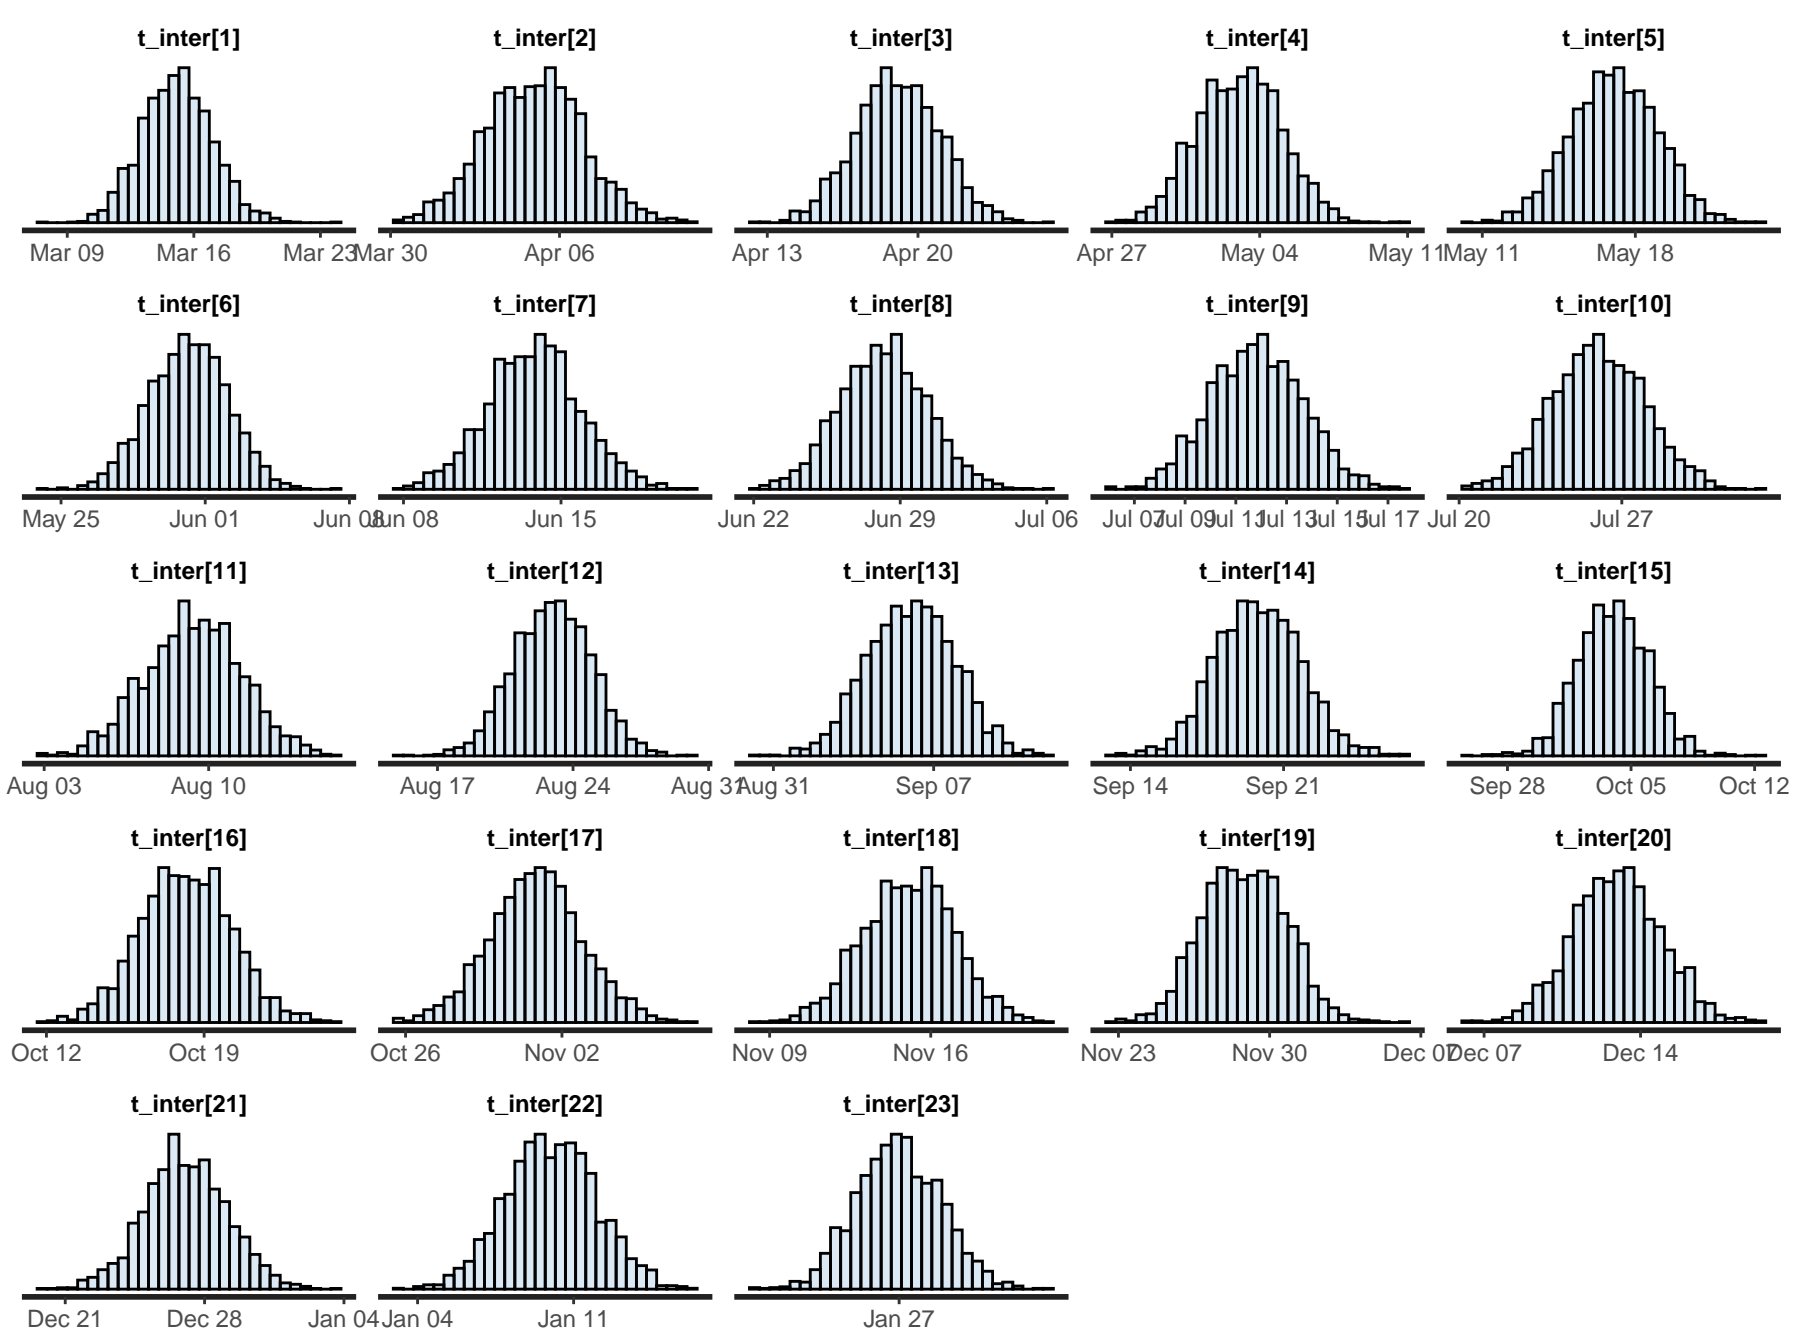 t_inter[1] t_inter[2] t_inter[3] t_inter[4] t_inter[5]
Mar 09 Mar 16 Mar 23 Mar 30 Apr 06 Apr 13 Apr 20 Apr 27 May 04 May 11 May 11 May 18
t_inter[6] t_inter[7] t_inter[8] t_inter[9] t_inter[10]
May 25 Jun 01 Jun 08 Jun 08 Jun 15 Jun 22 Jun 29 Jul 06 Jul 07 Jul 09 Jul 11 Jul 13 Jul 15 Jul 17 Jul 20 Jul 27
t_inter[11] t_inter[12] t_inter[13] t_inter[14] t_inter[15]
Aug 03 Aug 10 Aug 17 Aug 24 Aug 31 Aug 31 Sep 07 Sep 14 Sep 21 Sep 28 Oct 05 Oct 12
t_inter[16] t_inter[17] t_inter[18] t_inter[19] t_inter[20]
Oct 12 Oct 19 Oct 26 Nov 02 Nov 09 Nov 16 Nov 23 Nov 30 Dec 07 Dec 07 Dec 14
t_inter[21] t_inter[22] t_inter[23]
Dec 21 Dec 28 Jan 04 Jan 04 Jan 11 Jan 27